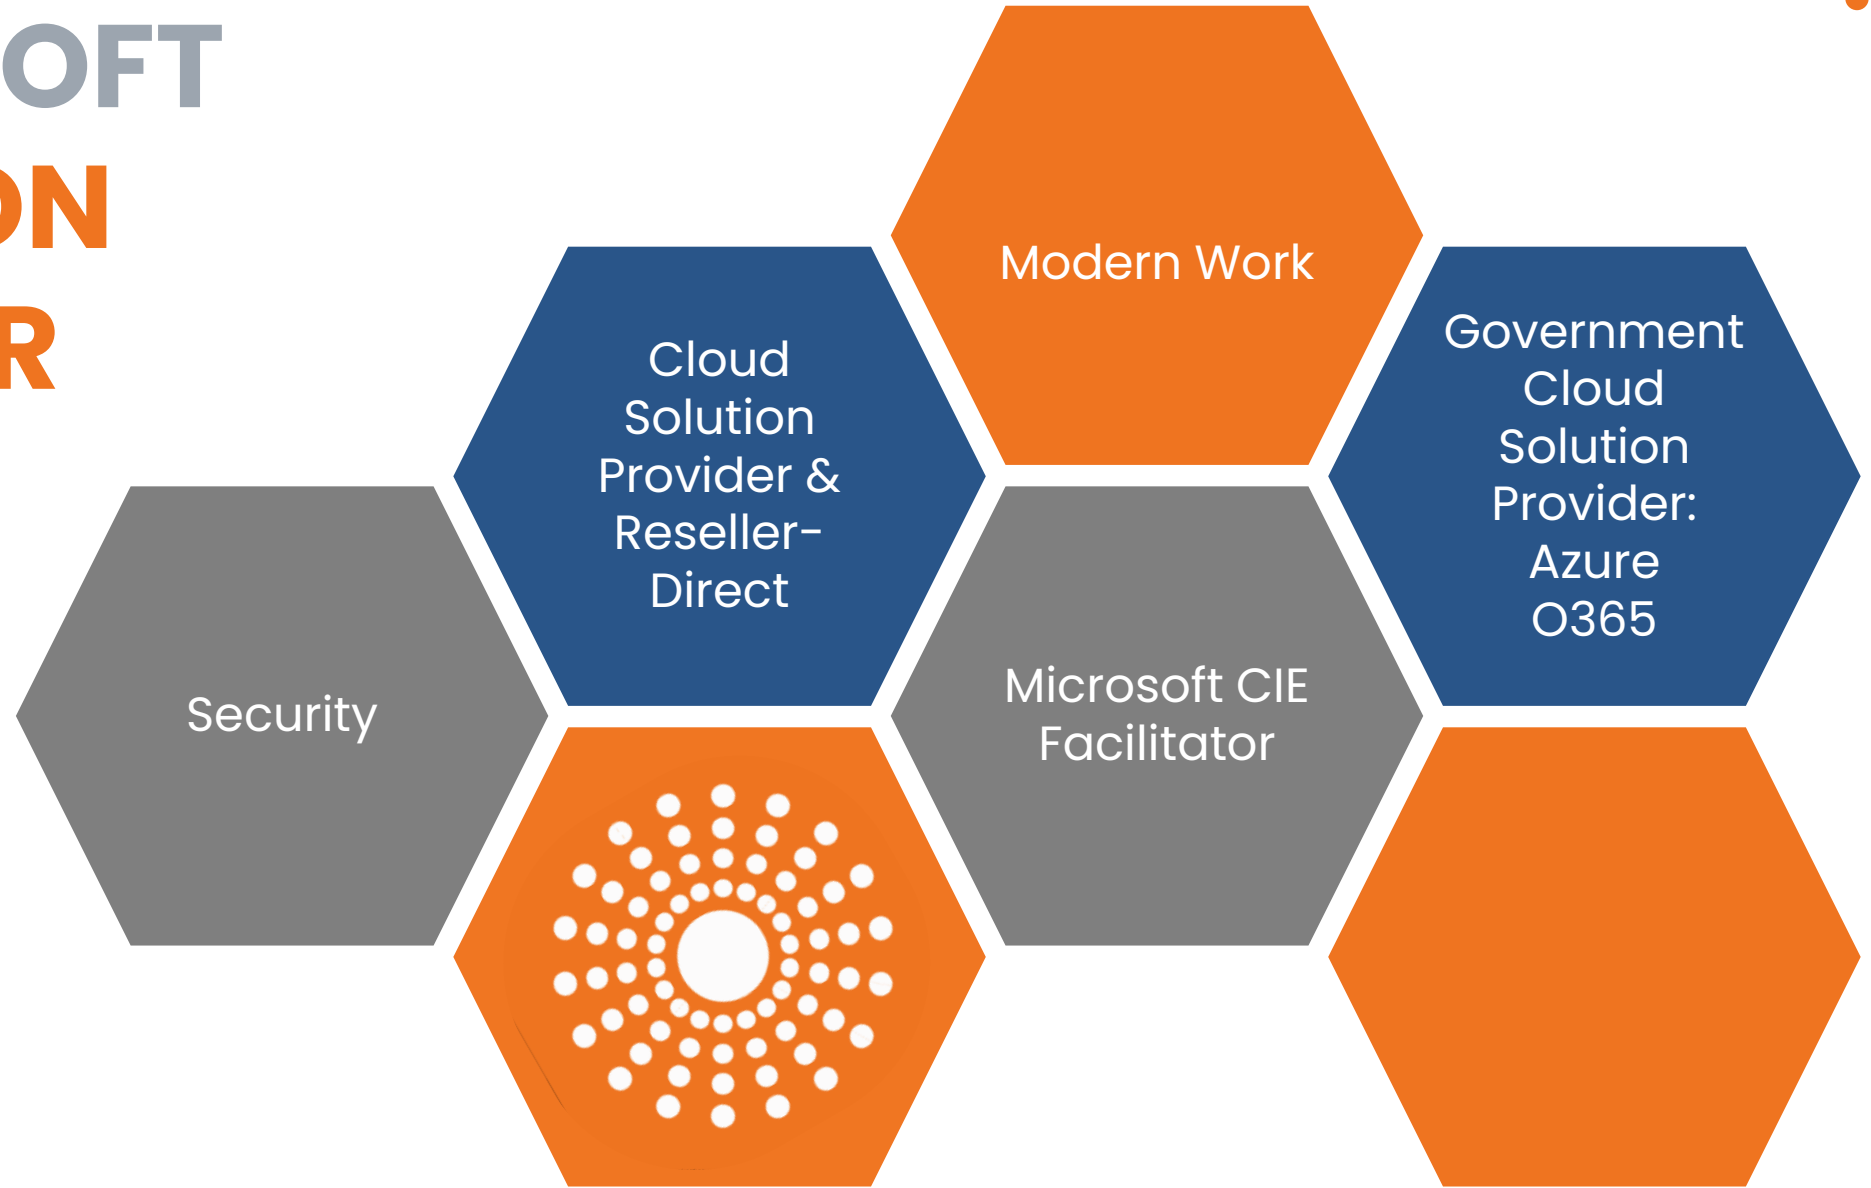 OFT
ON
R
Modern Work
Cloud
Solution
Provider &
Reseller-
Direct
Government
Cloud
Solution
Provider:
Azure
O365
Security
Microsoft CIE
Facilitator